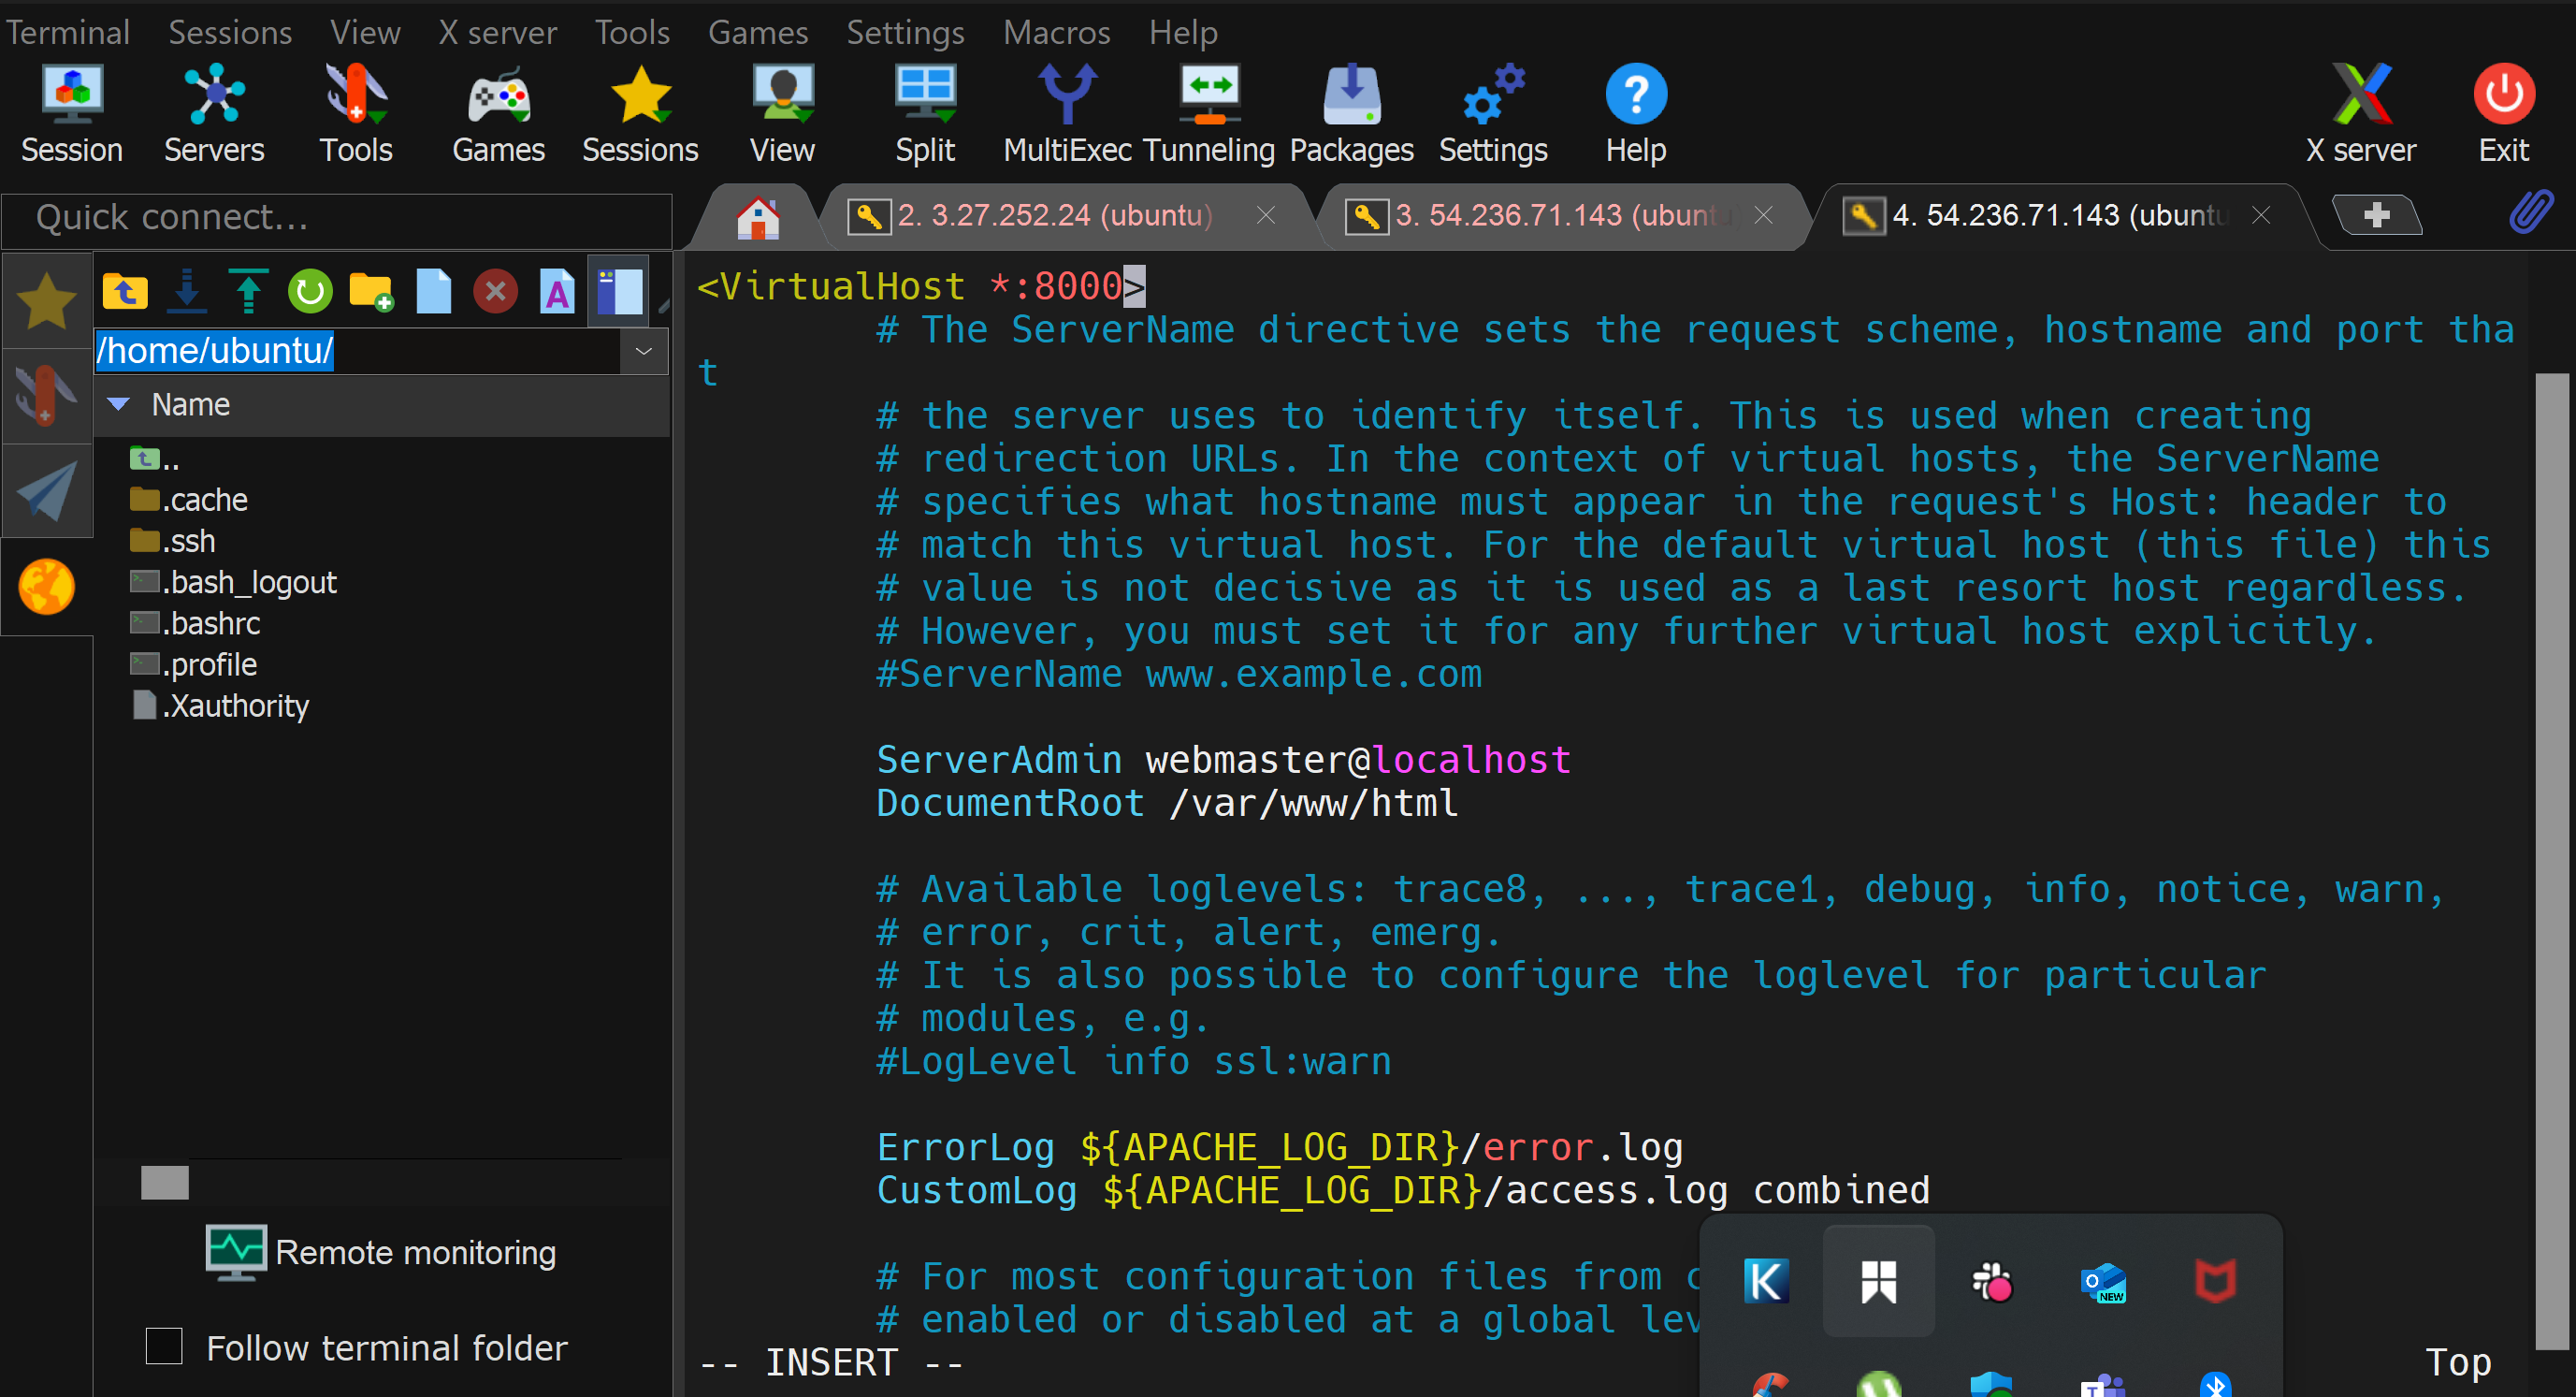 Terminal Sessions View X server Tools Games Settings Macros Help
Session Servers Tools Games Sessions View Split MultiExec Tunneling Packages Settings Help X server Exit
Quick connect...
2. 3.27.252.24 (ubuntu)
3. 54.236.71.143 (ubuntu
4. 54.236.71.143 (ubuntu
/home/ubuntu/
Name
..
.cache
.ssh
.bash_logout
.bashrc
.profile
.Xauthority
Remote monitoring
Follow terminal folder
<VirtualHost *:8000>
# The ServerName directive sets the request scheme, hostname and port tha
t
# the server uses to identify itself. This is used when creating
# redirection URLs. In the context of virtual hosts, the ServerName
# specifies what hostname must appear in the request's Host: header to
# match this virtual host. For the default virtual host (this file) this
# value is not decisive as it is used as a last resort host regardless.
# However, you must set it for any further virtual host explicitly.
#ServerName www.example.com
ServerAdmin webmaster@localhost
DocumentRoot /var/www/html
# Available loglevels: trace8, ..., trace1, debug, info, notice, warn,
# error, crit, alert, emerg.
# It is also possible to configure the loglevel for particular
# modules, e.g.
#LogLevel info ssl:warn
ErrorLog ${APACHE_LOG_DIR}/error.log
CustomLog ${APACHE_LOG_DIR}/access.log combined
# For most configuration files from c
# enabled or disabled at a global lev
-- INSERT --
Top
K
NEW